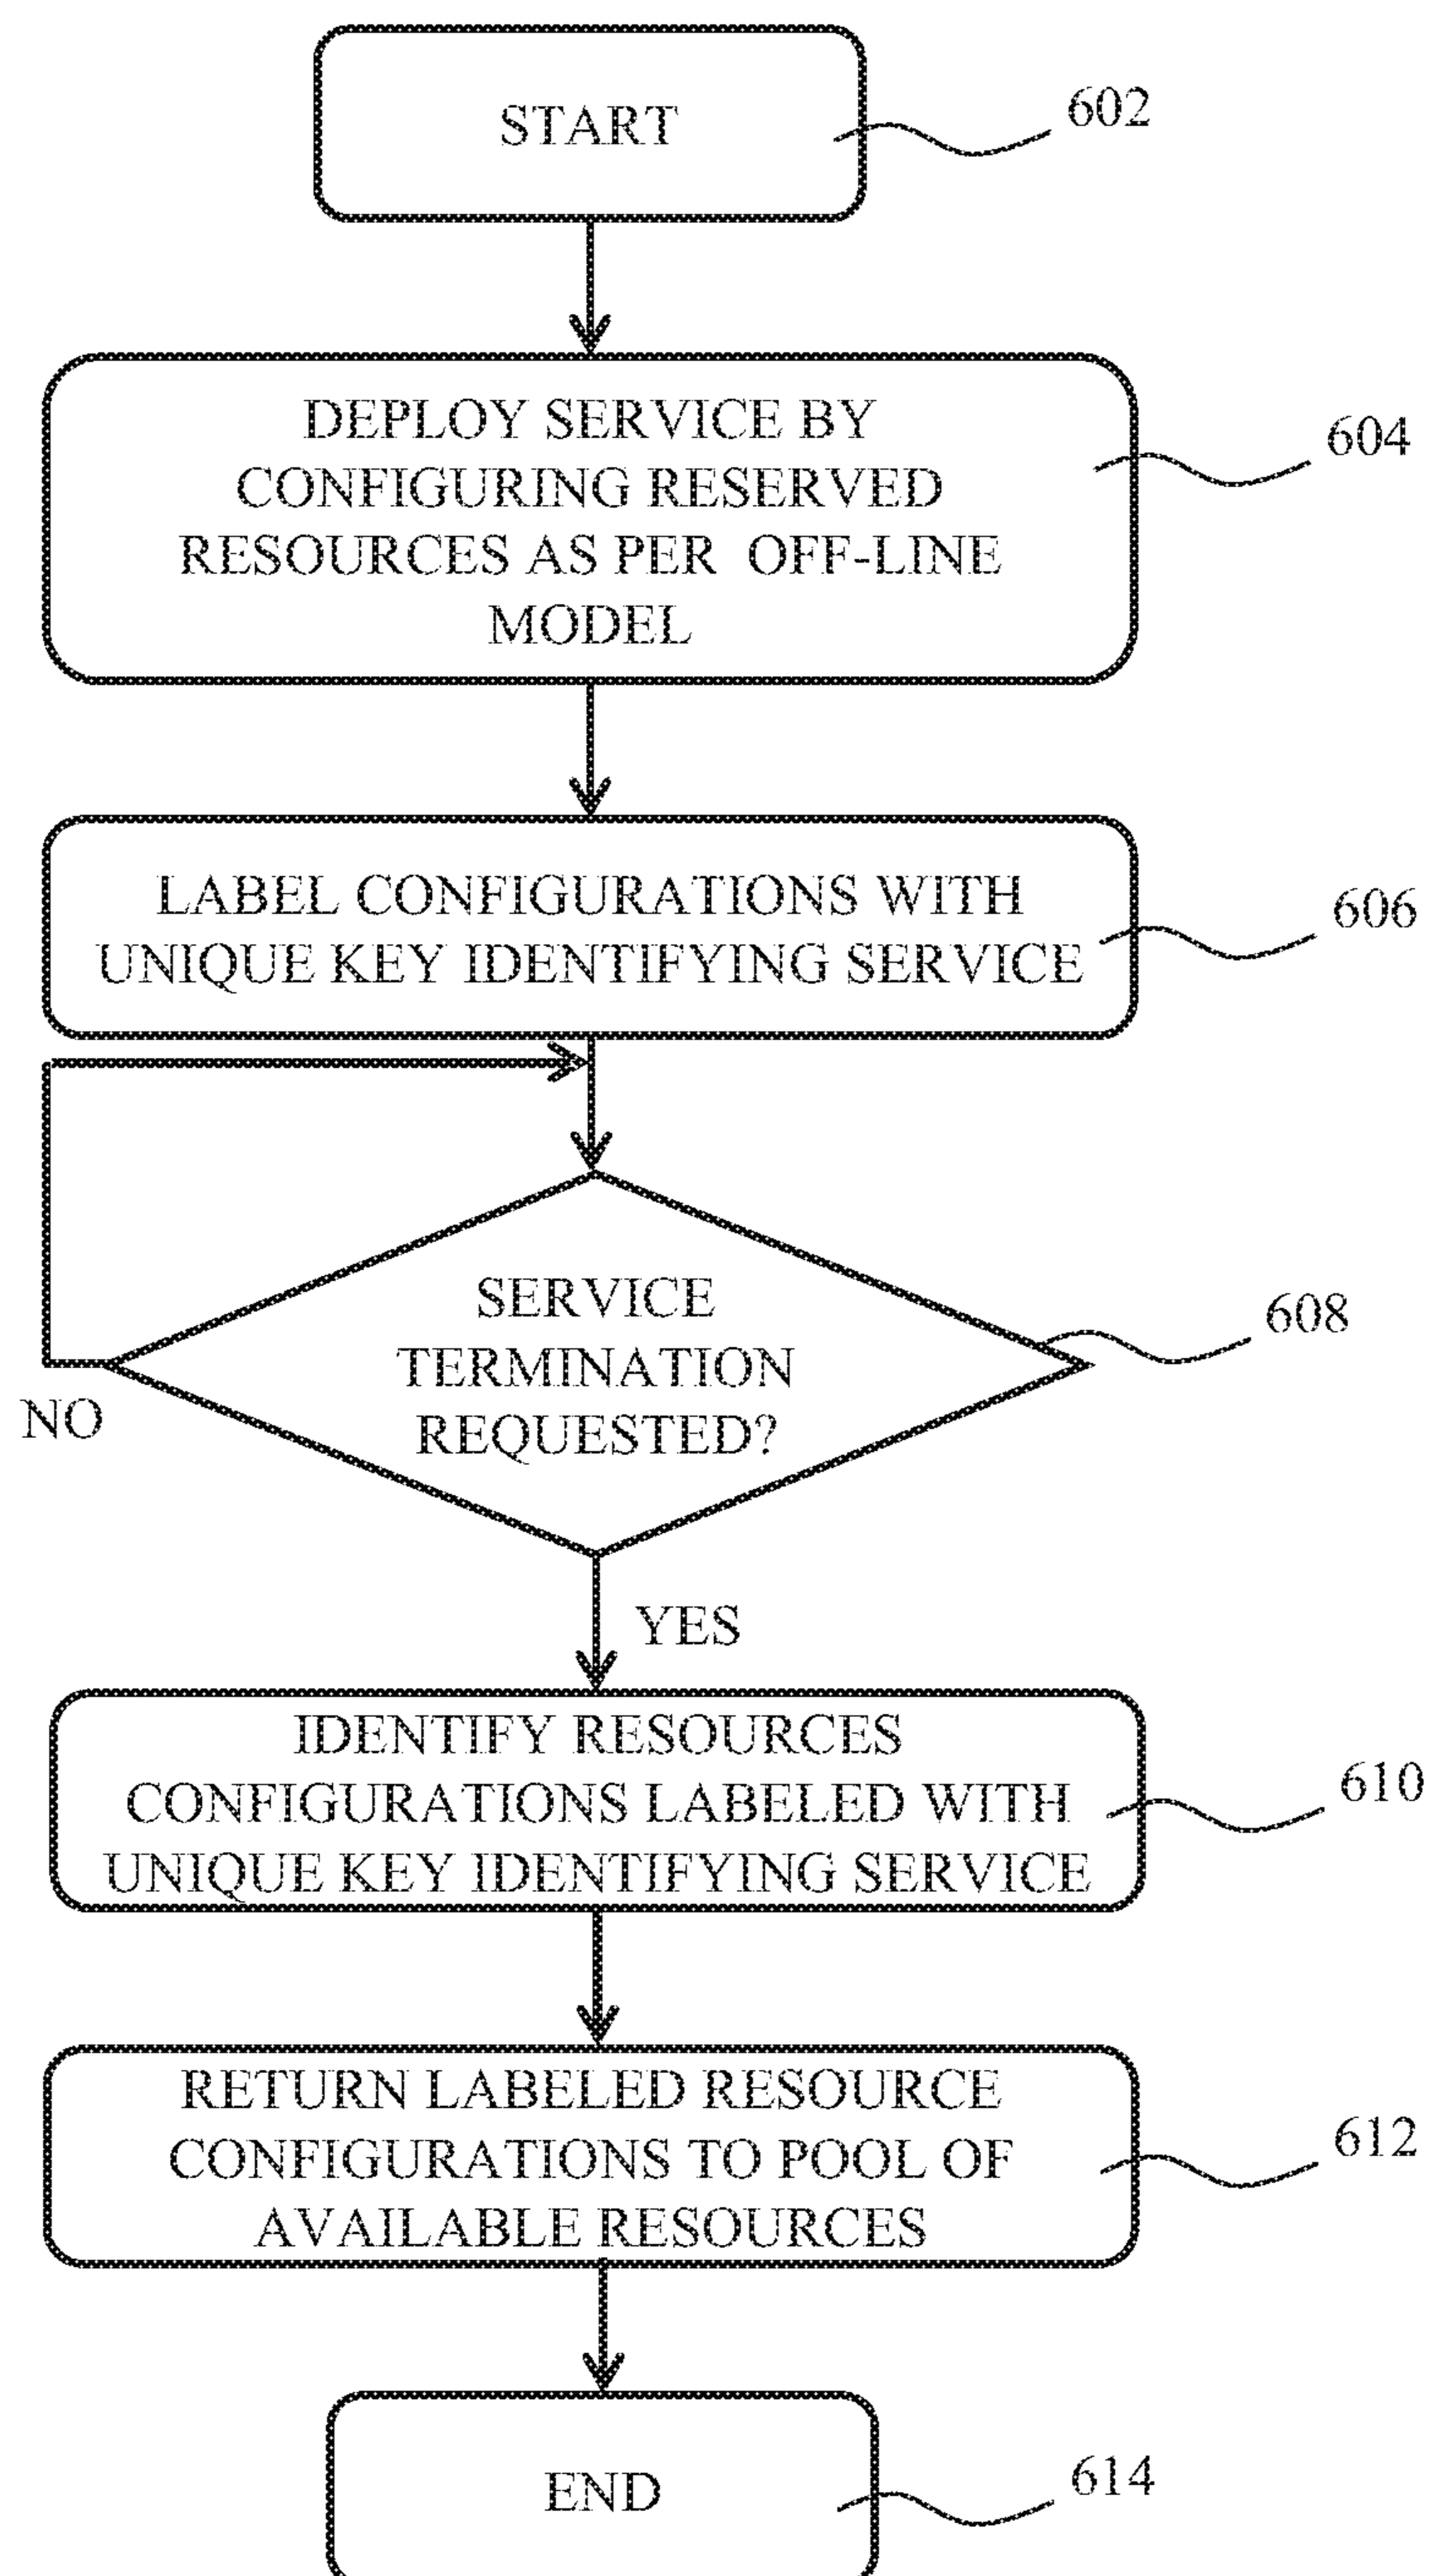 START
602
DEPLOY SERVICE BY
CONFIGURING RESERVED
RESOURCES AS PER OFF-LINE
MODEL
604
LABEL CONFIGURATIONS WITH
UNIQUE KEY IDENTIFYING SERVICE
606
SERVICE
TERMINATION
REQUESTED?
608
NO
YES
IDENTIFY RESOURCES
CONFIGURATIONS LABELED WITH
UNIQUE KEY IDENTIFYING SERVICE
610
RETURN LABELED RESOURCE
CONFIGURATIONS TO POOL OF
AVAILABLE RESOURCES
612
END
614